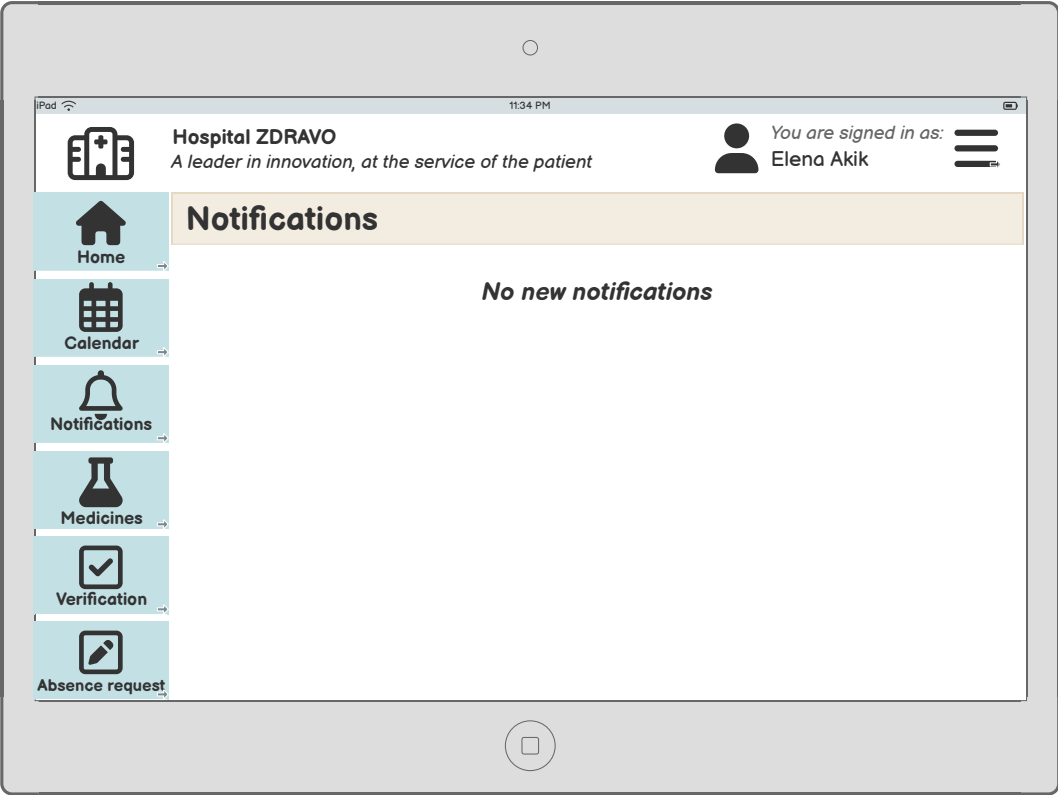 iPad
11:34 PM
Hospital ZDRAVO
A leader in innovation, at the service of the patient
You are signed in as:
Elena Akik
Notifications
No new notifications
Home
Calendar
Notifications
Medicines
Verification
Absence request